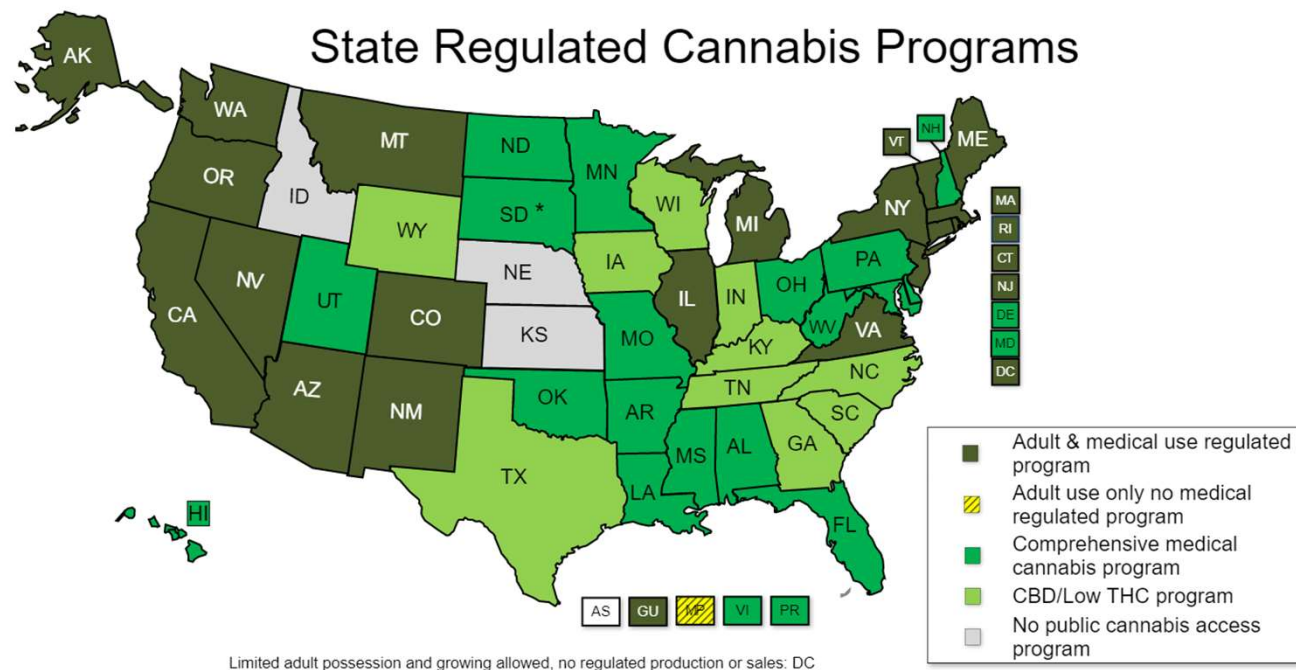 State Regulated Cannabis Programs
AK
WA
MT
ND
MN
VT
NH
ME
OR
ID
SD *
WI
MI
NY
MA
RI
WY
CT
NV
NE
IA
PA
NJ
CA
UT
CO
IL
IN
OH
DE
KS
MO
WV
VA
MD
KY
DC
AZ
NM
OK
AR
TN
NC
SC
TX
MS
AL
GA
LA
FL
HI
AS
GU
MP
VI
PR
Adult & medical use regulated
program
Adult use only no medical
regulated program
Comprehensive medical
cannabis program
CBD/Low THC program
No public cannabis access
program
Limited adult possession and growing allowed, no regulated production or sales: DC